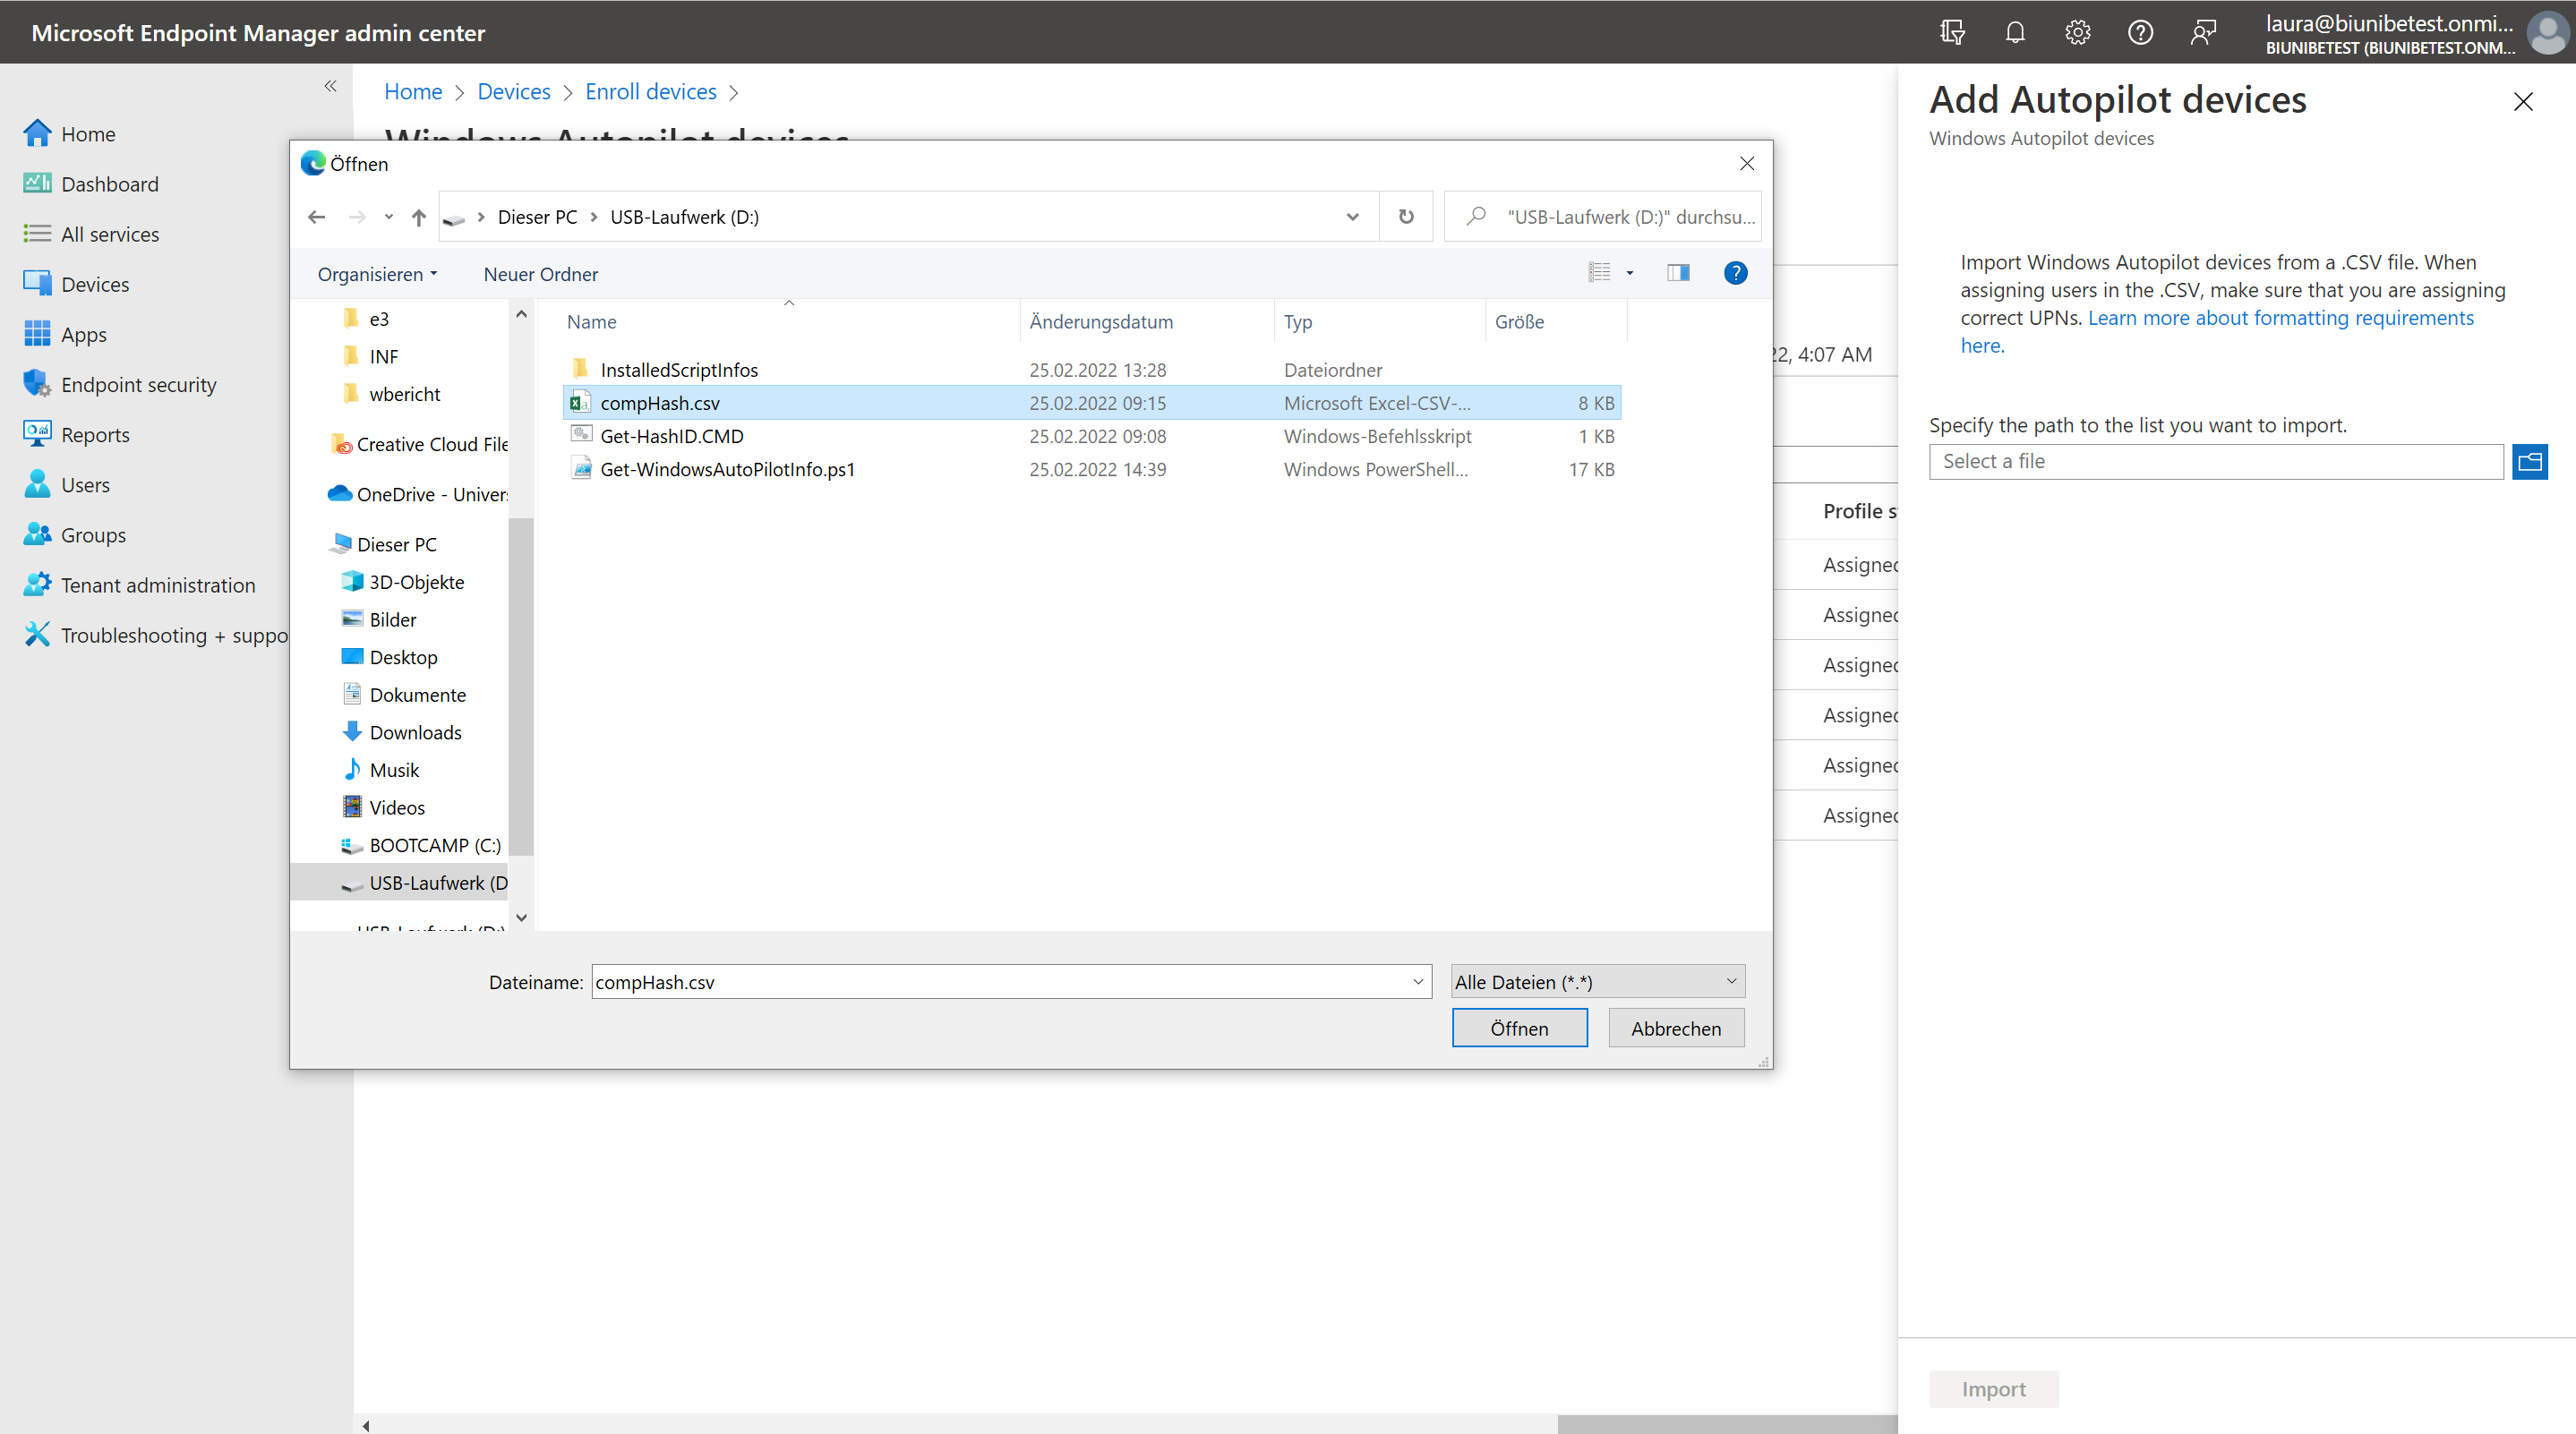 Microsoft Endpoint Manager admin center
laura@biunibetest.onmi...
BIUNIBETEST (BIUNIBETEST.ONM...
Home
Dashboard
All services
Devices
Apps
Endpoint security
Reports
Users
Groups
Tenant administration
Troubleshooting + suppo
Home > Devices > Enroll devices >
Windows Autopilot devices
Öffnen
Dieser PC > USB-Laufwerk (D:)
"USB-Laufwerk (D:)" durchsu...
Organisieren
Neuer Ordner
e3
INF
wbericht
Creative Cloud File
OneDrive - Univer
Dieser PC
3D-Objekte
Bilder
Desktop
Dokumente
Downloads
Musik
Videos
BOOTCAMP (C:)
USB-Laufwerk (D
USB-Laufwerk (D:)
Name Änderungsdatum Typ Größe
InstalledScriptInfos 25.02.2022 13:28 Dateiordner
compHash.csv 25.02.2022 09:15 Microsoft Excel-CSV-... 8 KB
Get-HashID.CMD 25.02.2022 09:08 Windows-Befehlsskript 1 KB
Get-WindowsAutoPilotInfo.ps1 25.02.2022 14:39 Windows PowerShell... 17 KB
Dateiname: compHash.csv
Alle Dateien (*.*)
Öffnen
Abbrechen
22, 4:07 AM
Profile s
Assigned
Assigned
Assigned
Assigned
Assigned
Assigned
Add Autopilot devices
Windows Autopilot devices
Import Windows Autopilot devices from a .CSV file. When
assigning users in the .CSV, make sure that you are assigning
correct UPNs. Learn more about formatting requirements
here.
Specify the path to the list you want to import.
Select a file
Import